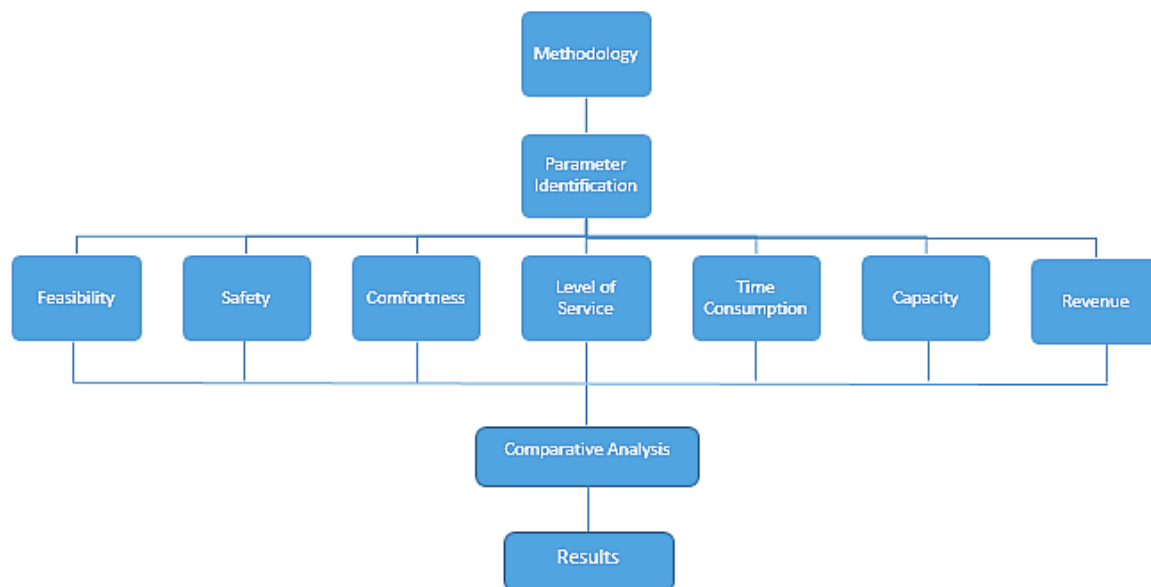 Methodology
Parameter
Identification
Feasibility
Safety
Comfortness
Level of
Service
Time
Consumption
Capacity
Revenue
Comparative Analysis
Results